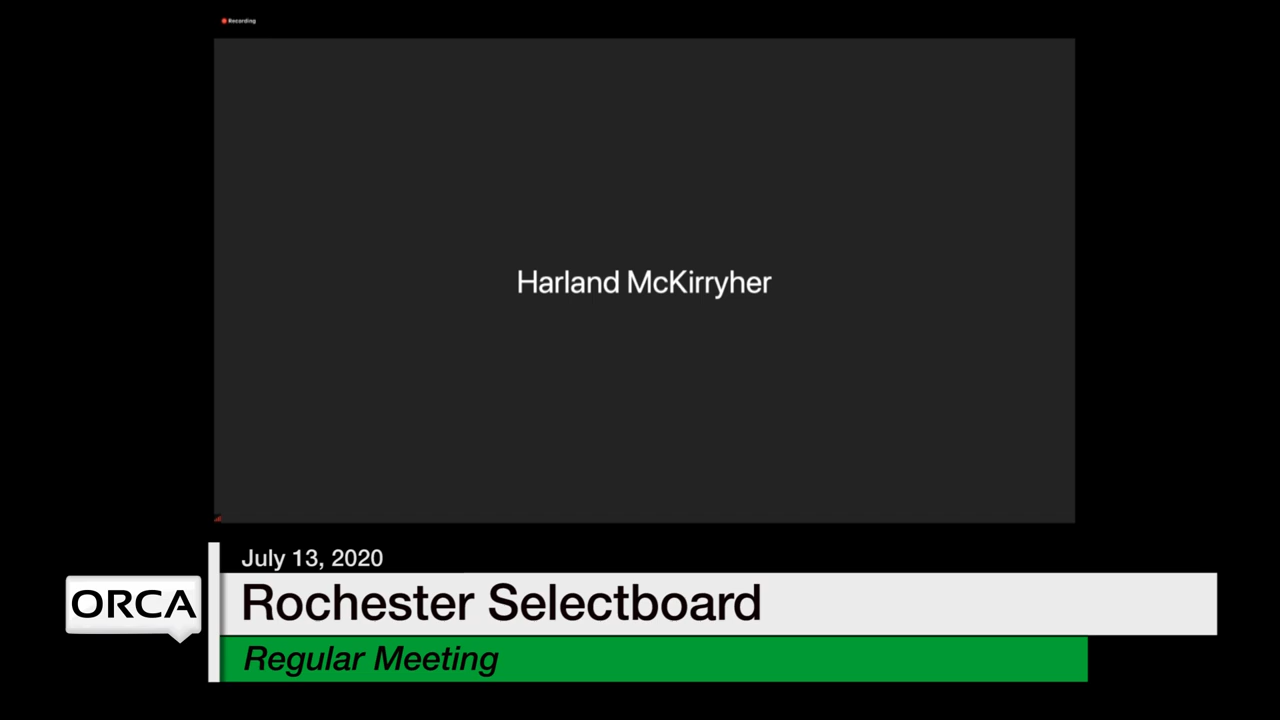 Recording
Harland McKirryher
July 13, 2020
ORCA
Rochester Selectboard
Regular Meeting